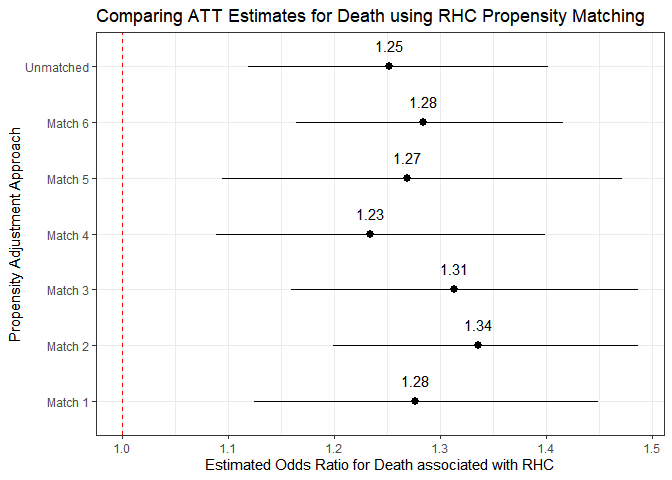 Comparing ATT Estimates for Death using RHC Propensity Matching
Propensity Adjustment Approach
Unmatched
1.25
Match 6
1.28
Match 5
1.27
Match 4
1.23
Match 3
1.31
Match 2
1.34
Match 1
1.28
1.0 1.1 1.2 1.3 1.4 1.5
Estimated Odds Ratio for Death associated with RHC